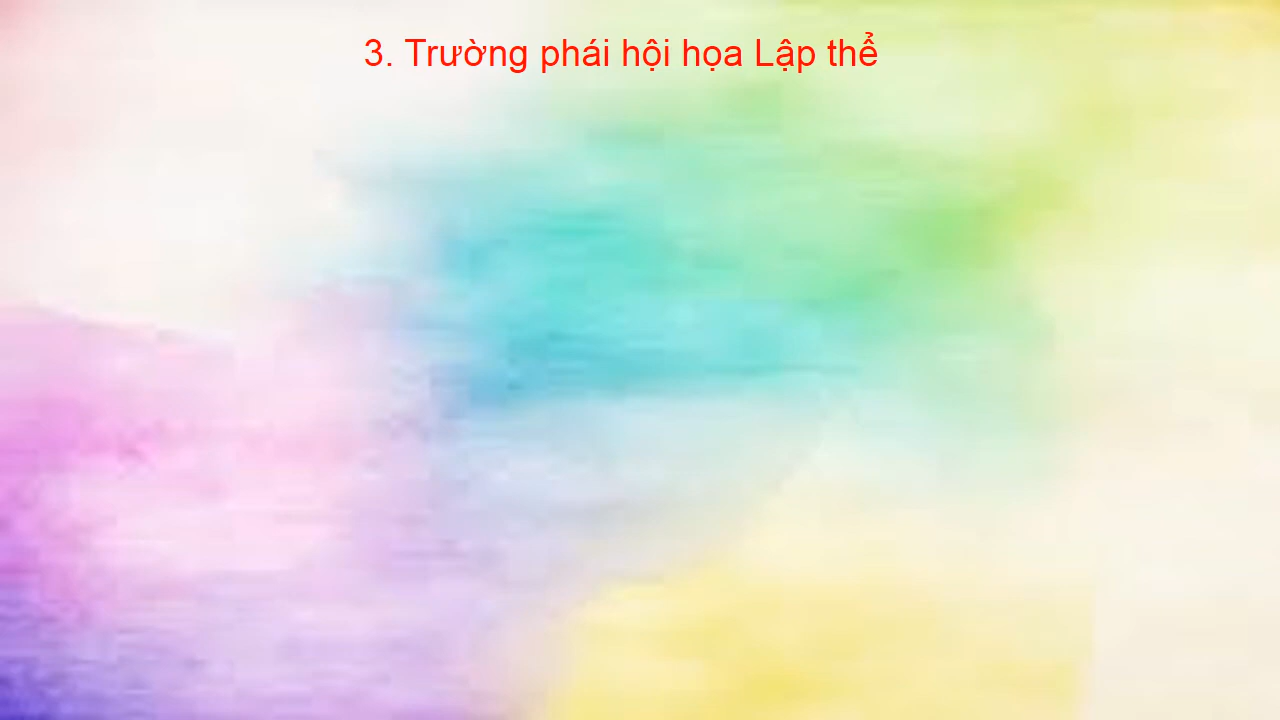 3. Trường phái hội họa Lập thể